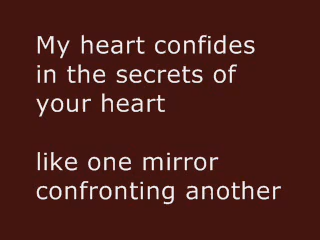 My heart confides
in the secrets of
your heart

like one mirror
confronting another